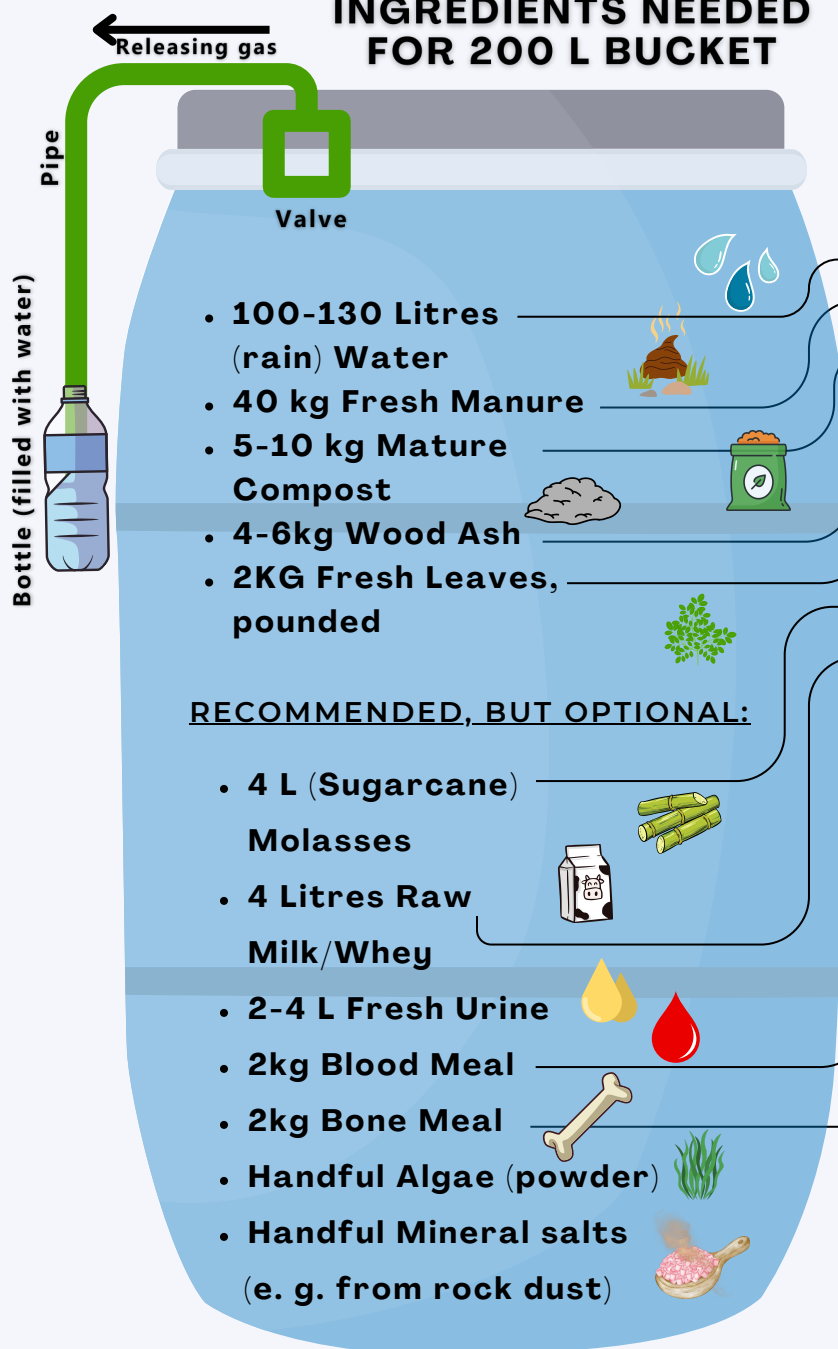 INGREDIENTS NEEDED
FOR 200 L BUCKET
Releasing gas
Pipe
Valve
Bottle (filled with water)
• 100-130 Litres
(rain) Water
• 40 kg Fresh Manure
• 5-10 kg Mature
Compost
• 4-6kg Wood Ash
• 2KG Fresh Leaves,
pounded
RECOMMENDED, BUT OPTIONAL:
• 4 L (Sugarcane)
Molasses
• 4 Litres Raw
Milk/Whey
• 2-4 L Fresh Urine
• 2kg Blood Meal
• 2kg Bone Meal
• Handful Algae (powder)
• Handful Mineral salts
(e. g. from rock dust)